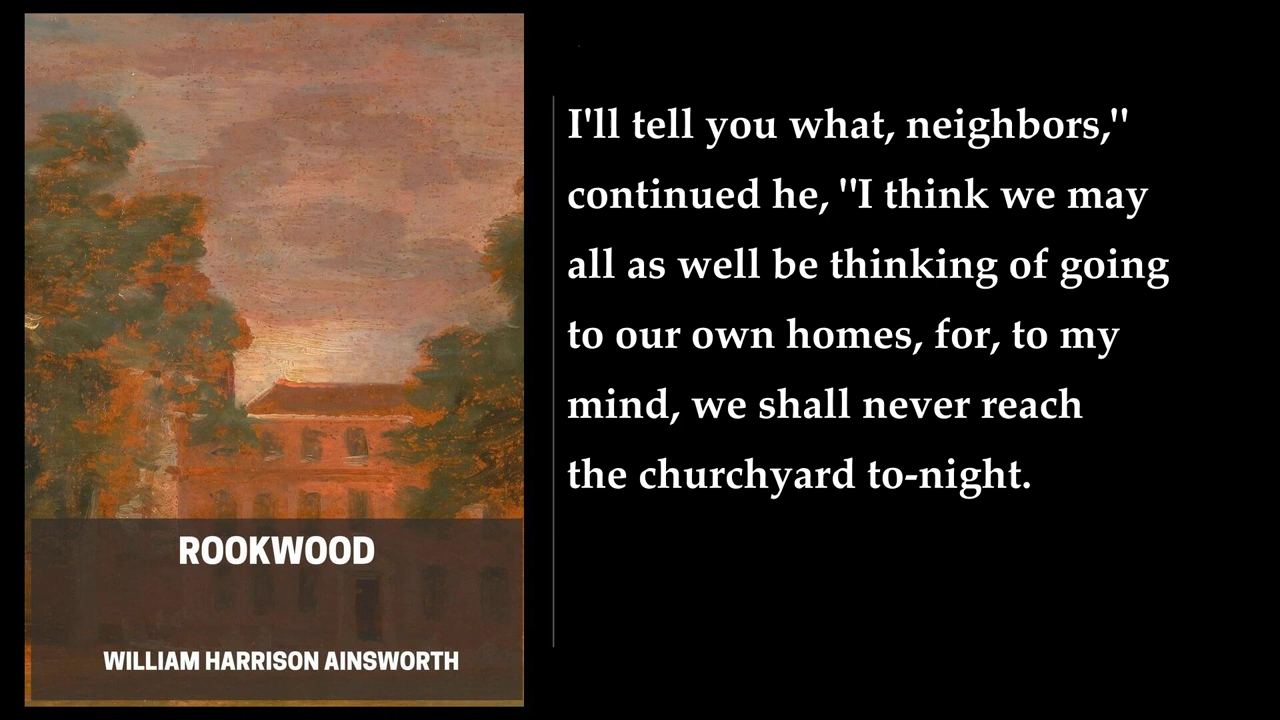 ROOKWOOD
WILLIAM HARRISON AINSWORTH
I'll tell you what, neighbors,"
continued he, "I think we may
all as well be thinking of going
to our own homes, for, to my
mind, we shall never reach
the churchyard to-night.